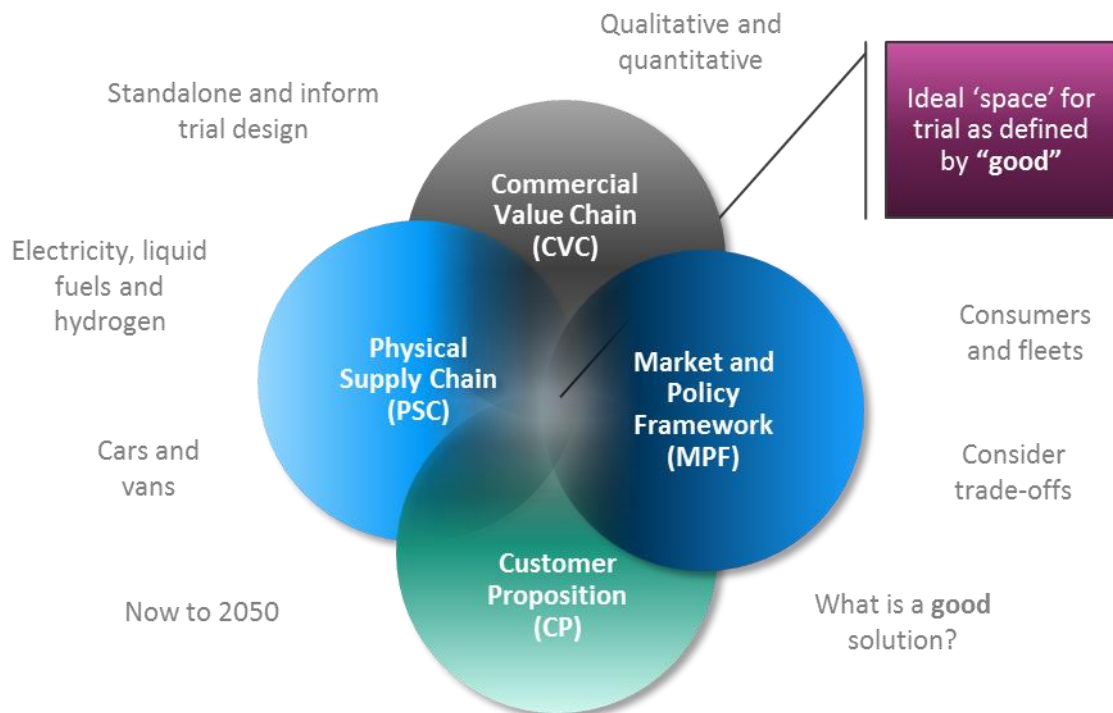 Qualitative and
quantitative
Standalone and inform
trial design
Ideal ‘space’ for
trial as defined
by “good”
Commercial
Value Chain
(CVC)
Electricity, liquid
fuels and
hydrogen
Physical
Supply Chain
(PSC)
Market and
Policy
Framework
(MPF)
Consumers
and fleets
Cars and
vans
Consider
trade-offs
Customer
Proposition
(CP)
Now to 2050
What is a good
solution?